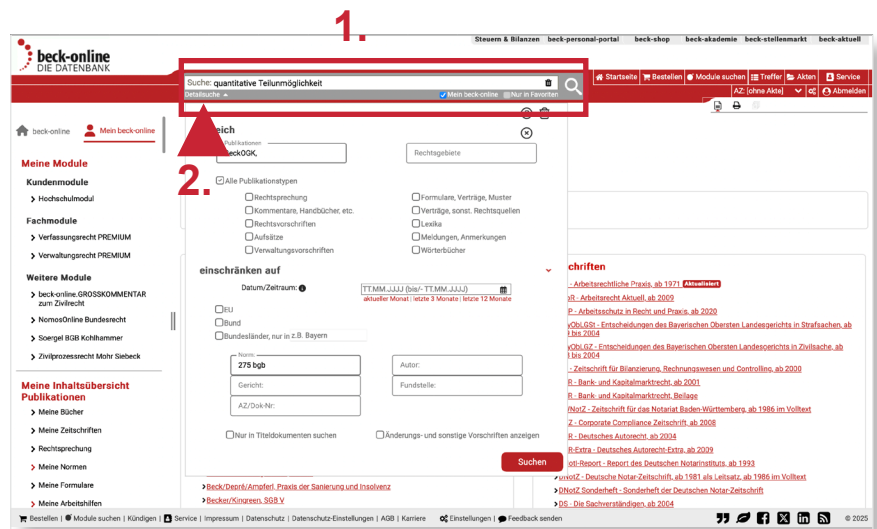 1.
Steuern & Bilanzen beck-personal-portal beck-shop beck-akademie beck-stellenmarkt beck-aktuell
beck-online
DIE DATENBANK
Suche: quantitative Teilunmöglichkeit
Detailsuche
Mein beck-online Nur in Favoriten
Startseite Bestellen Module suchen Treffer Akten Service
AZ: [ohne Akte] Abmelden
beck-online Mein beck-online
2.
Meine Module
Kundenmodule
Hochschulmodul
Fachmodule
Verfassungsrecht PREMIUM
Verwaltungsrecht PREMIUM
Weitere Module
beck-online.GROSSKOMMENTAR
zum Zivilrecht
NomosOnline Bundesrecht
Soergel BGB Kohlhammer
Zivilprozessrecht Mohr Siebeck
Meine Inhaltsübersicht
Publikationen
Meine Bücher
Meine Zeitschriften
Rechtsprechung
Meine Normen
Meine Formulare
Meine Arbeitshilfen
eich
Publikationen
eckOGK,
Rechtsgebiete
Alle Publikationstypen
Rechtsprechung
Formulare, Verträge, Muster
Kommentare, Handbücher, etc.
Verträge, sonst. Rechtsquellen
Rechtsvorschriften
Lexika
Aufsätze
Meldungen, Anmerkungen
Verwaltungsvorschriften
Wörterbücher
einschränken auf
Datum/Zeitraum:
TT.MM.JJJJ (bis/- TT.MM.JJJJ)
aktueller Monat | letzte 3 Monate | letzte 12 Monate
EU
Bund
Bundesländer, nur in z.B. Bayern
Norm:
275 bgb
Autor:
Gericht:
Fundstelle:
AZ/Dok-Nr:
Nur in Titeldokumenten suchen
Änderungs- und sonstige Vorschriften anzeigen
Suchen
Beck/Depré/Ampferl, Praxis der Sanierung und Insolvenz
Becker/Kingreen, SGB V
chriften
- Arbeitsrechtliche Praxis, ab 1971 Aktualisiert
R - Arbeitsrecht Aktuell, ab 2009
P - Arbeitsschutz in Recht und Praxis, ab 2020
yObLGSt - Entscheidungen des Bayerischen Obersten Landesgerichts in Strafsachen, ab
bis 2004
yObLGZ - Entscheidungen des Bayerischen Obersten Landesgerichts in Zivilsache, ab
bis 2004
- Zeitschrift für Bilanzierung, Rechnungswesen und Controlling, ab 2000
R - Bank- und Kapitalmarktrecht, ab 2001
R - Bank- und Kapitalmarktrecht, Beilage
NotZ - Zeitschrift für das Notariat Baden-Württemberg, ab 1986 im Volltext
Z - Corporate Compliance Zeitschrift, ab 2008
R - Deutsches Autorecht, ab 2004
R-Extra - Deutsches Autorecht-Extra, ab 2009
otI-Report - Report des Deutschen Notarinstituts, ab 1993
DNotZ - Deutsche Notar-Zeitschrift, ab 1981 als Leitsatz, ab 1986 im Volltext
DNotZ Sonderheft - Sonderheft der Deutschen Notar-Zeitschrift
DS - Die Sachverständigen, ab 2004
Bestellen | Module suchen | Kündigen | Service | Impressum | Datenschutz | Datenschutz-Einstellungen | AGB | Karriere Einstellungen | Feedback senden
© 2025